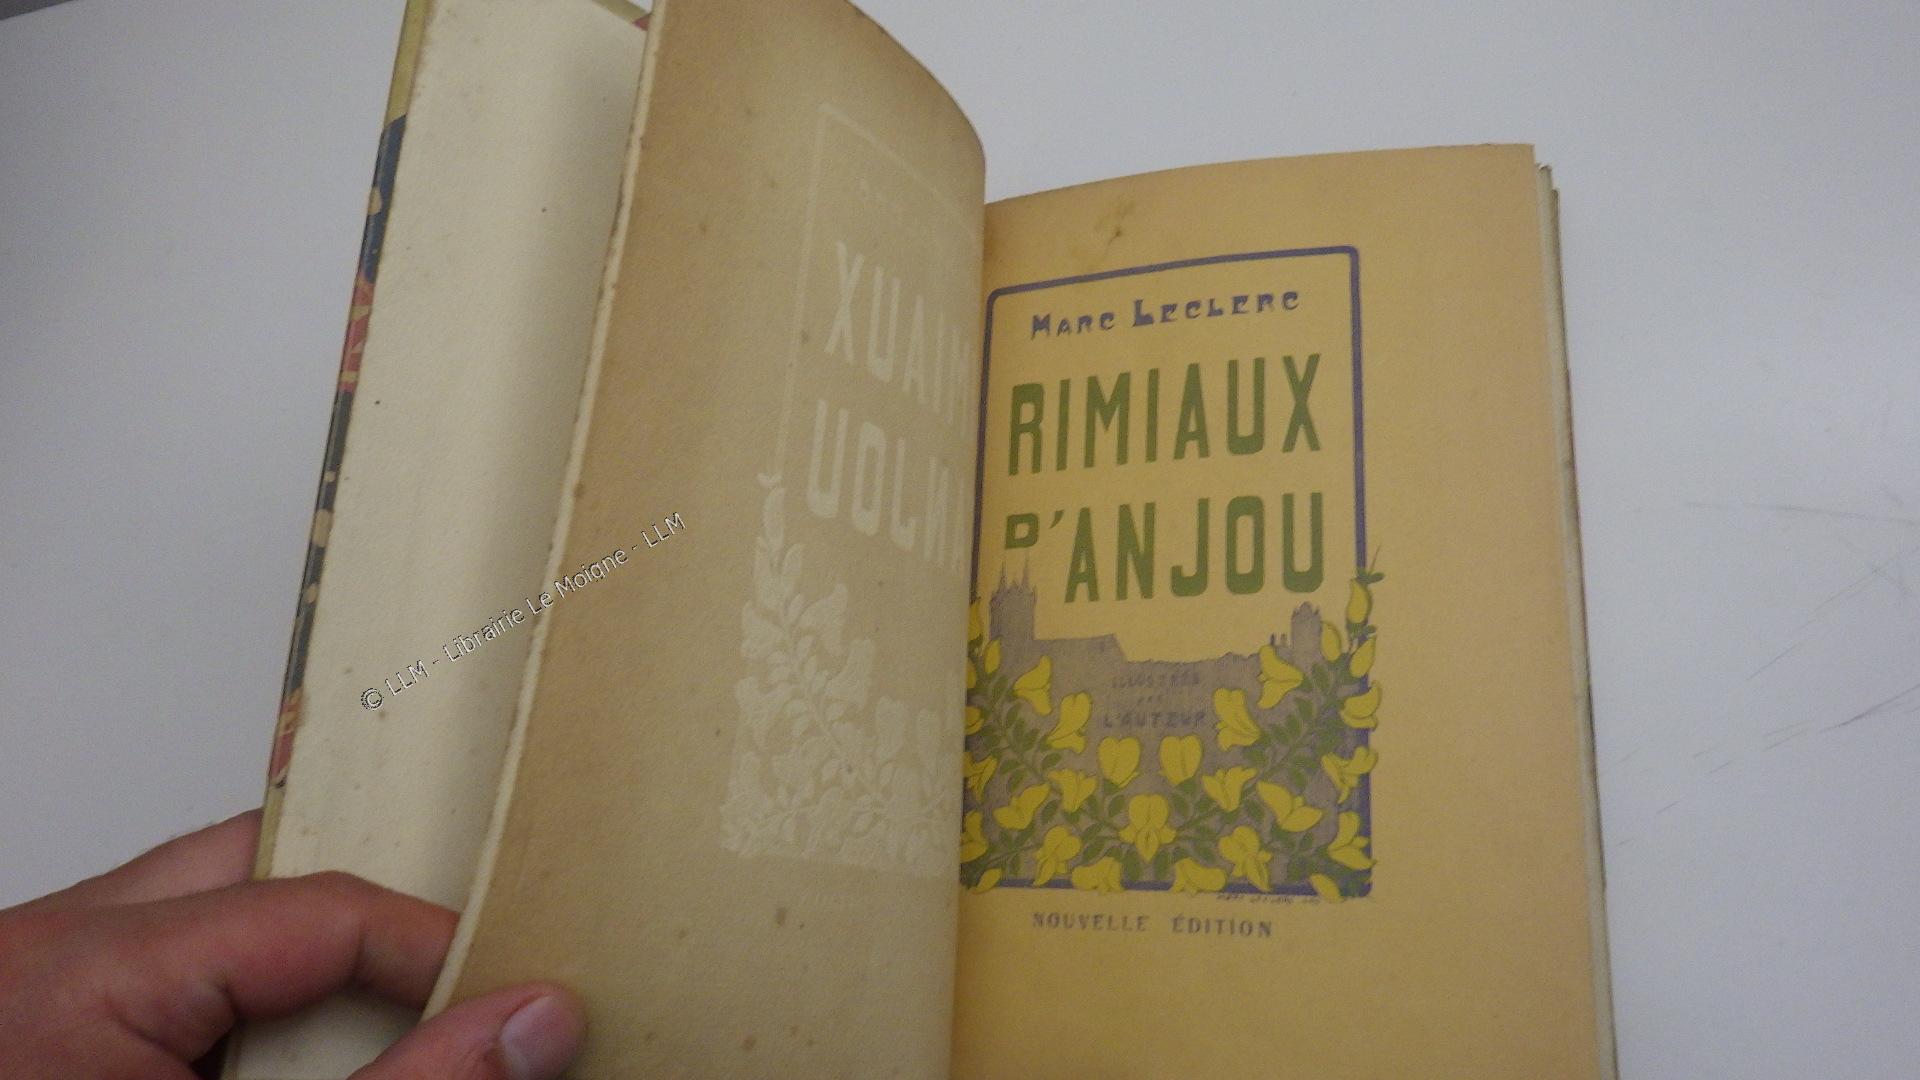 MARC LECLERC
RIMIAUX
D'ANJOU
ILLUSTRÉS
PAR
L'AUTEUR
NOUVELLE ÉDITION
© LLM - Librairie Le Moigne - LLM